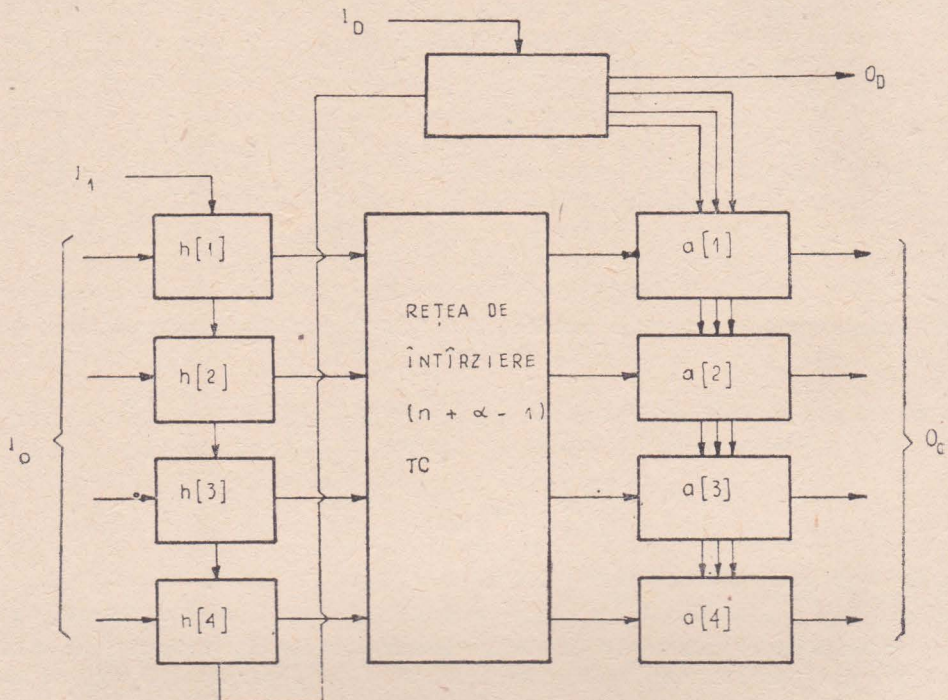 I_D
O_D
I_1
h[1]
a[1]
REȚEA DE
ÎNTÎRZIERE
(n + α - 1)
TC
h[2]
a[2]
I_0
O_0
h[3]
a[3]
h[4]
a[4]